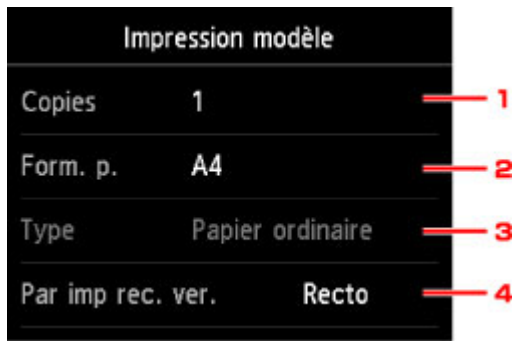 Impression modèle
Copies 1 1
Form. p. A4 2
Type Papier ordinaire 3
Par imp rec. ver. Recto 4